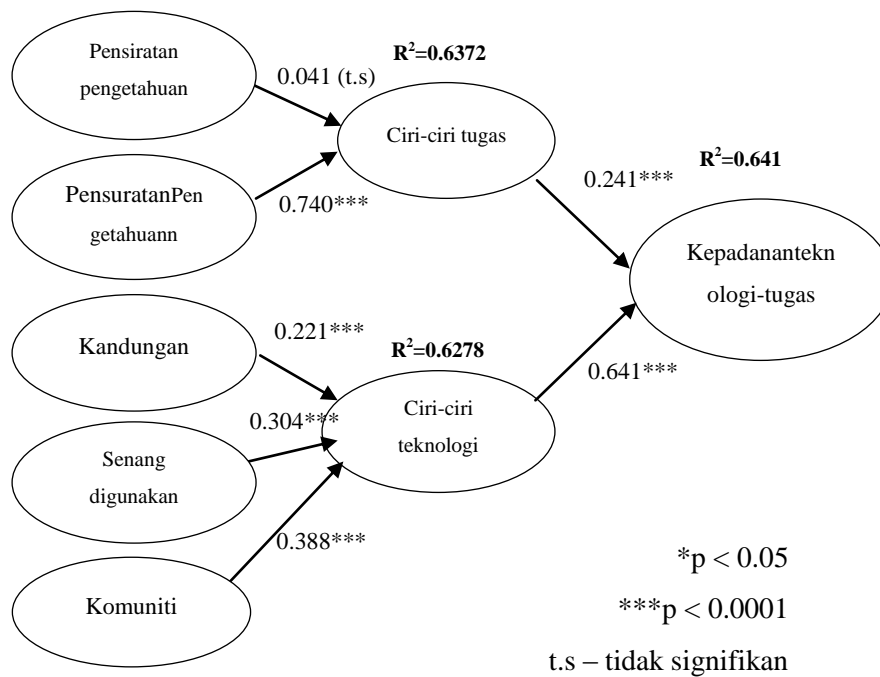 Pensiratan
pengetahuan
0.041 (t.s)
R²=0.6372
Ciri-ciri tugas
PensuratanPen
getahuann
0.740***
R²=0.641
0.241***
Kepadanantekn
ologi-tugas
Kandungan
0.221***
R²=0.6278
0.641***
Ciri-ciri
teknologi
0.304***
Senang
digunakan
0.388***
Komuniti
*p < 0.05
***p < 0.0001
t.s – tidak signifikan